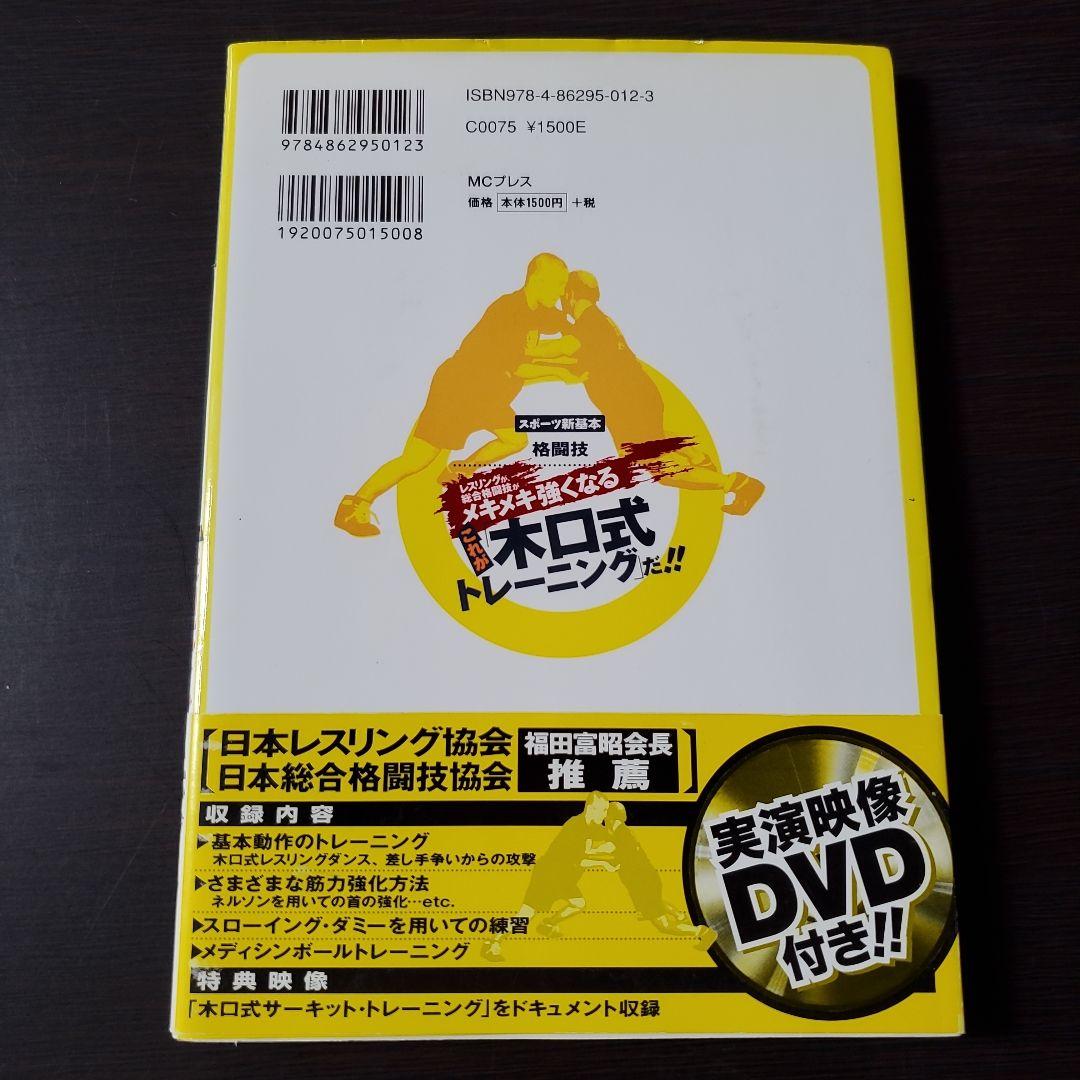 ISBN978-4-86295-012-3
C0075 ¥1500E
9784862950123
MCプレス
価格 本体1500円 +税
1920075015008
スポーツ新基本
格闘技
レスリングが、
総合格闘技が
メキメキ強くなる
これが「木口式
トレーニング」だ!!
日本レスリング協会
日本総合格闘技協会
福田富昭会長
推薦
収録内容
▶基本動作のトレーニング
木口式レスリングダンス、差し手争いからの攻撃
▶さまざまな筋力強化方法
ネルソンを用いての首の強化…etc.
▶スローイング・ダミーを用いての練習
▶メディシンボールトレーニング
特典映像
「木口式サーキット・トレーニング」をドキュメント収録
実演映像
DVD
付き!!